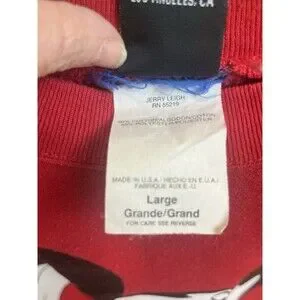 LOS ANGELES, CA
JERRY LEIGH
RN 55219
MADE IN U.S.A./ HECHO EN E.U.A./
FABRIQUE AUX E.-U.
Large
Grande/Grand
FOR CARE SEE REVERSE